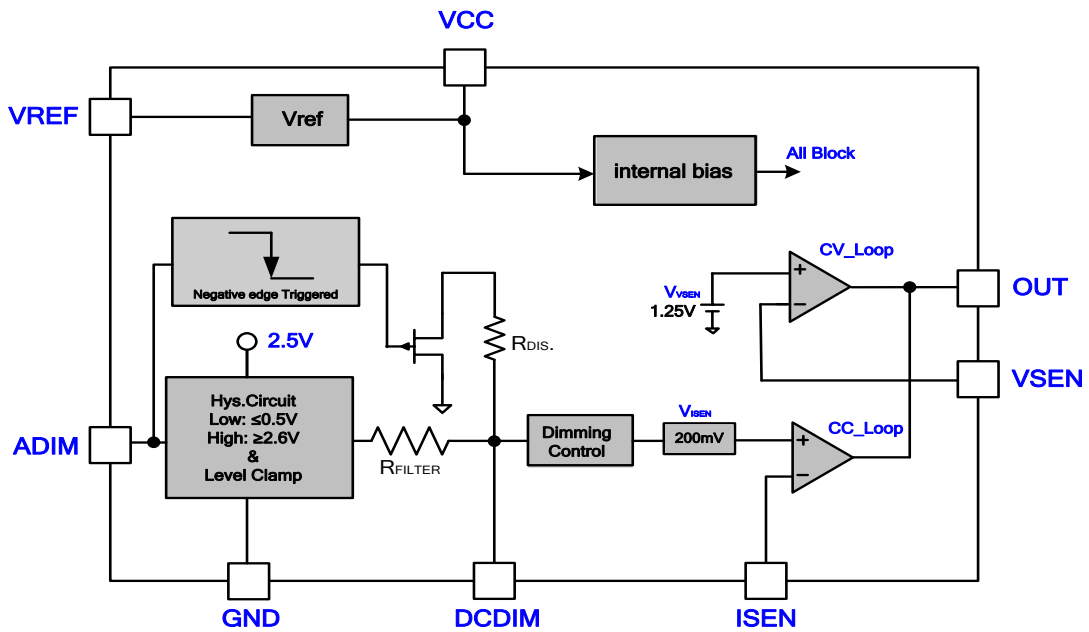 VCC
VREF
Vref
internal bias
All Block
Negative edge Triggered
CV_Loop
+
−
VVSEN
1.25V
OUT
2.5V
RDIS.
VSEN
Hys.Circuit
Low: ≤0.5V
High: ≥2.6V
&
Level Clamp
ADIM
RFILTER
Dimming
Control
VISEN
200mV
CC_Loop
+
−
GND
DCDIM
ISEN